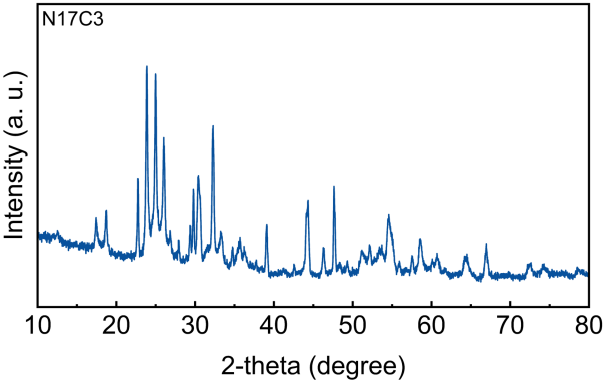 N17C3
Intensity (a. u.)
10 20 30 40 50 60 70 80
2-theta (degree)